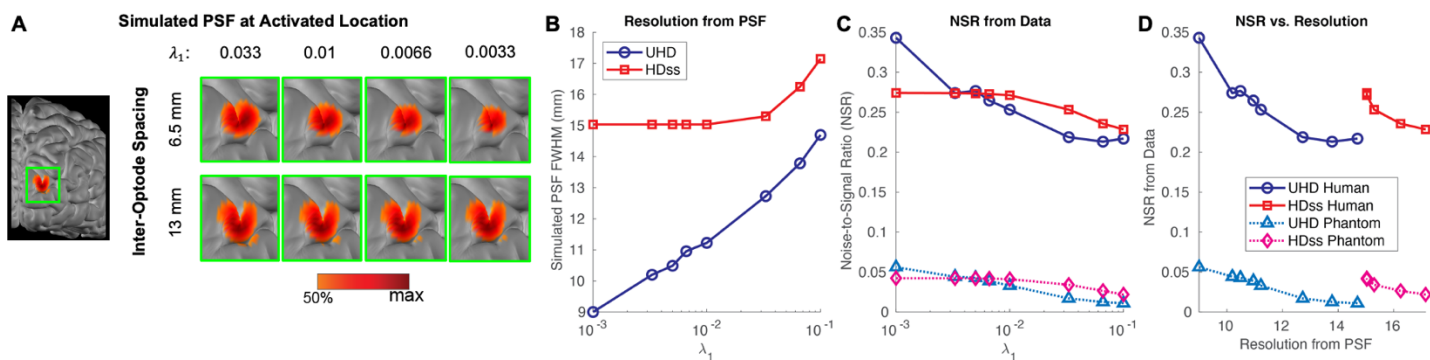 A
Simulated PSF at Activated Location
λ1: 0.033 0.01 0.0066 0.0033
Inter-Optode Spacing
6.5 mm
13 mm
50% max
B
Resolution from PSF
UHD
HDss
Simulated PSF FWHM (mm)
18
17
16
15
14
13
12
11
10
9
10-3 10-2 10-1
λ1
C
NSR from Data
Noise-to-Signal Ratio (NSR)
0.35
0.3
0.25
0.2
0.15
0.1
0.05
0
10-3 10-2 10-1
λ1
D
NSR vs. Resolution
NSR from Data
0.35
0.3
0.25
0.2
0.15
0.1
0.05
0
UHD Human
HDss Human
UHD Phantom
HDss Phantom
10 12 14 16
Resolution from PSF